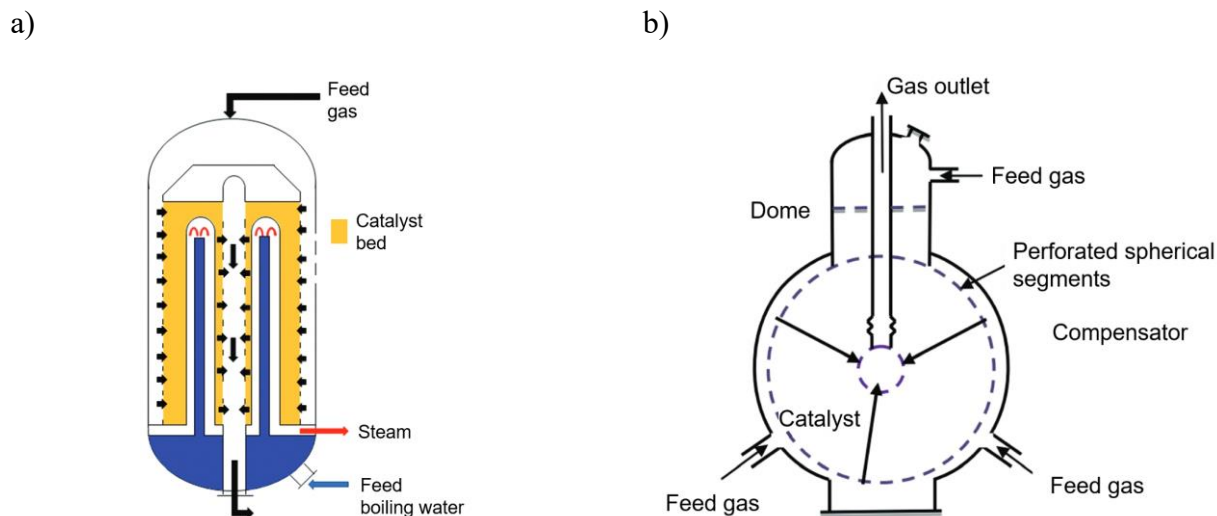 a)
b)
Feed
gas
Catalyst
bed
Steam
Feed
boiling water
Gas outlet
Feed gas
Dome
Perforated spherical
segments
Compensator
Catalyst
Feed gas
Feed gas